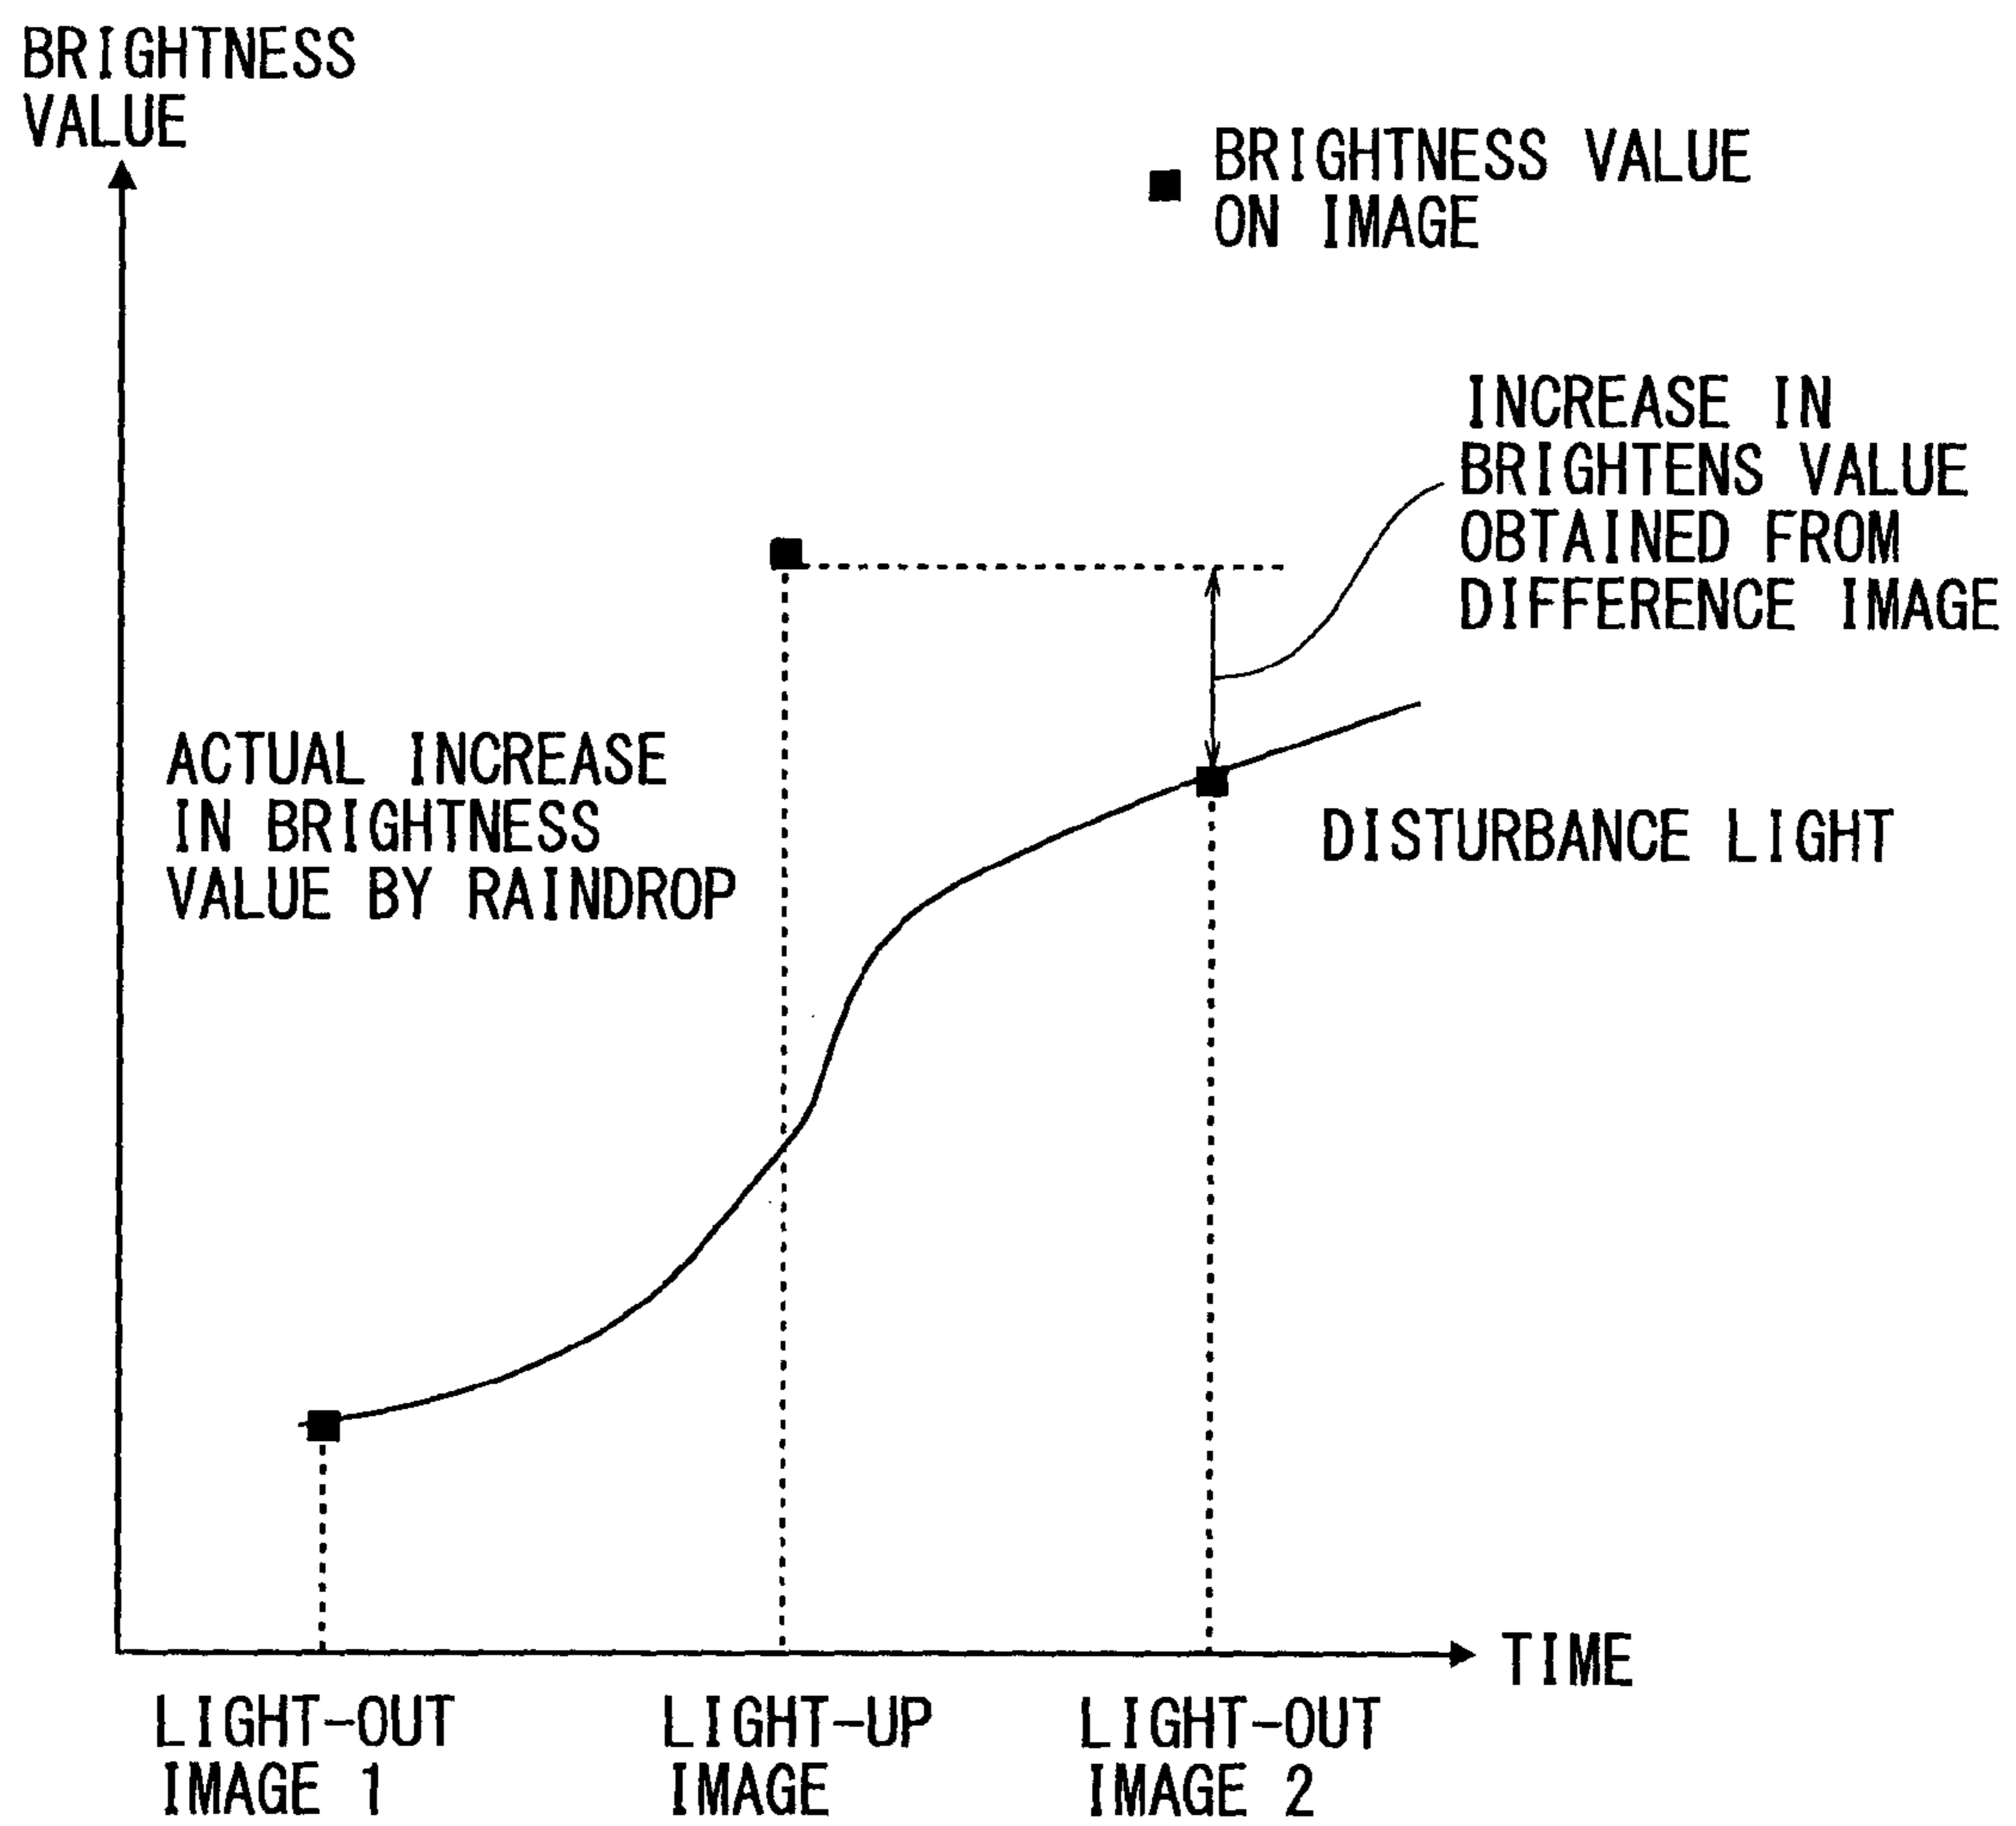 BRIGHTNESS
VALUE
BRIGHTNESS VALUE
ON IMAGE
INCREASE IN
BRIGHTENS VALUE
OBTAINED FROM
DIFFERENCE IMAGE
ACTUAL INCREASE
IN BRIGHTNESS
VALUE BY RAINDROP
DISTURBANCE LIGHT
TIME
LIGHT-OUT
IMAGE 1
LIGHT-UP
IMAGE
LIGHT-OUT
IMAGE 2